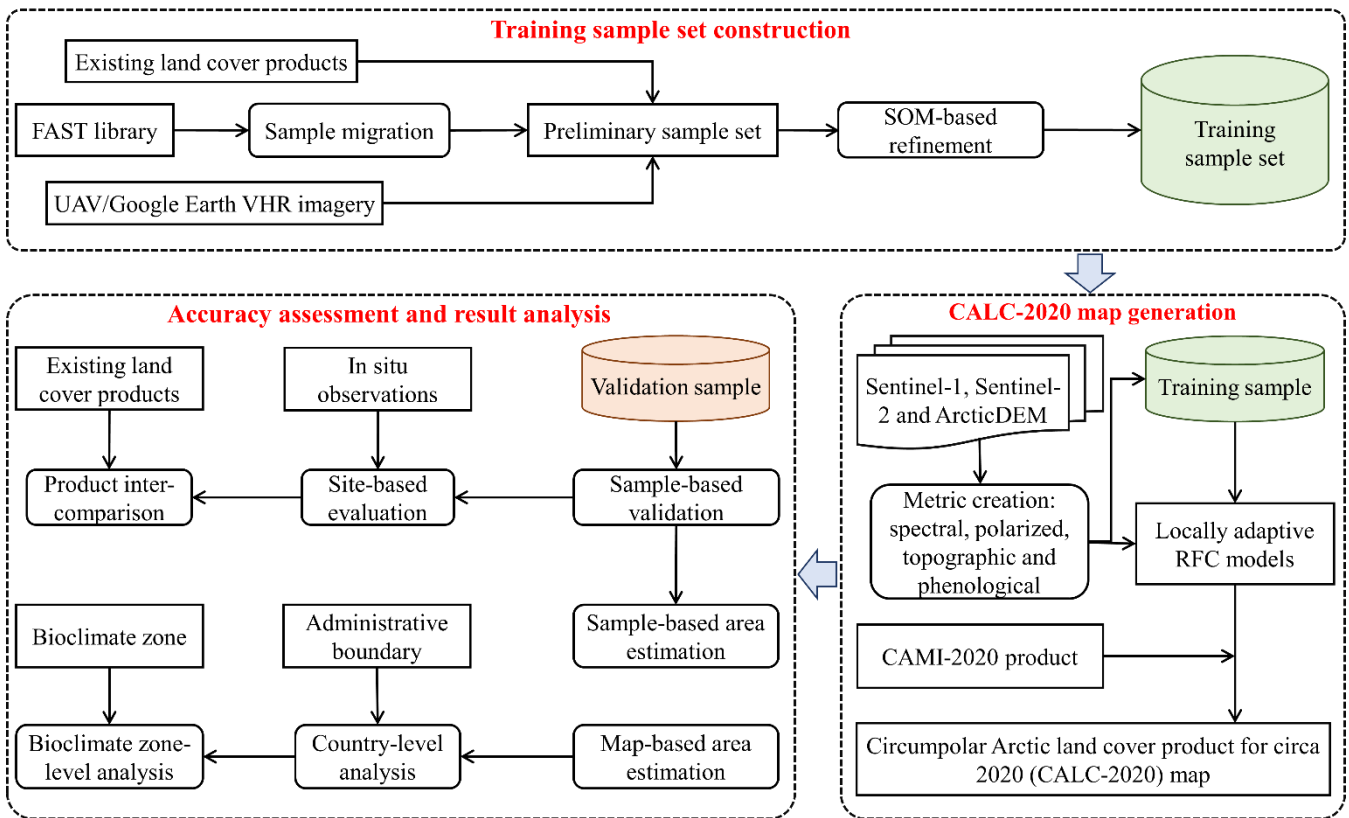 Training sample set construction
Existing land cover products
FAST library
Sample migration
Preliminary sample set
SOM-based
refinement
Training
sample set
UAV/Google Earth VHR imagery
Accuracy assessment and result analysis
Existing land
cover products
In situ
observations
Validation sample
Product inter-
comparison
Site-based
evaluation
Sample-based
validation
Bioclimate zone
Administrative
boundary
Sample-based area
estimation
Bioclimate zone-
level analysis
Country-level
analysis
Map-based area
estimation
CALC-2020 map generation
Sentinel-1, Sentinel-
2 and ArcticDEM
Training sample
Metric creation:
spectral, polarized,
topographic and
phenological
Locally adaptive
RFC models
CAMI-2020 product
Circumpolar Arctic land cover product for circa
2020 (CALC-2020) map